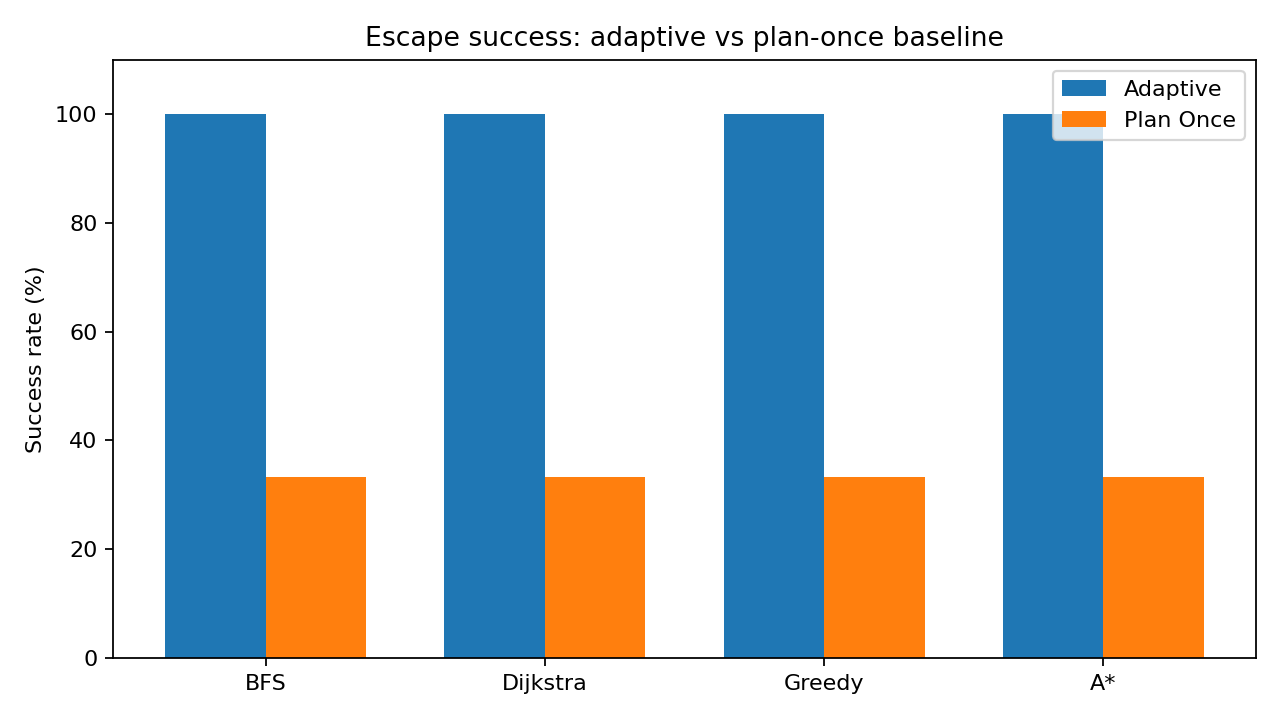 Escape success: adaptive vs plan-once baseline
Adaptive
Plan Once
Success rate (%)
100
80
60
40
20
0
BFS
Dijkstra
Greedy
A*